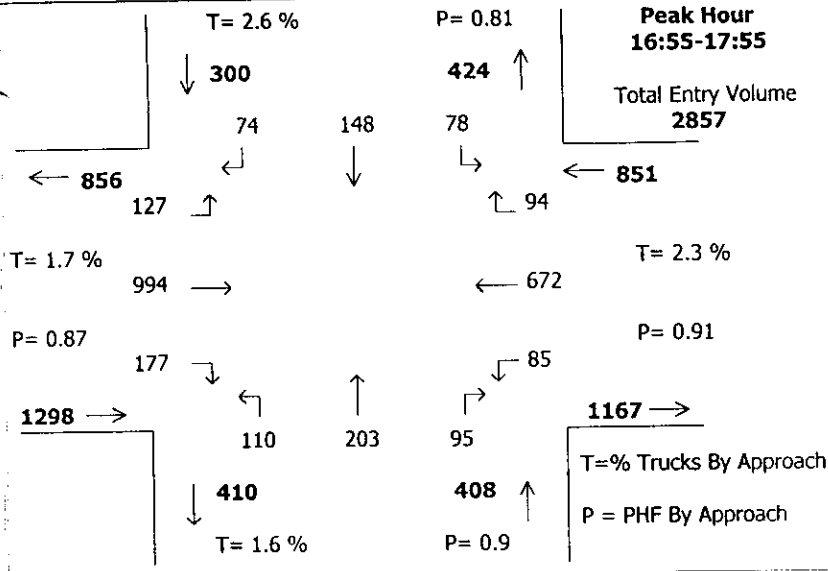 T= 2.6 %
P= 0.81
Peak Hour
16:55-17:55
300
424
Total Entry Volume
2857
74
148
78
856
851
127
94
T= 1.7 %
T= 2.3 %
994
672
P= 0.87
P= 0.91
177
85
1298
1167
110
203
95
T=% Trucks By Approach
410
408
P = PHF By Approach
T= 1.6 %
P= 0.9